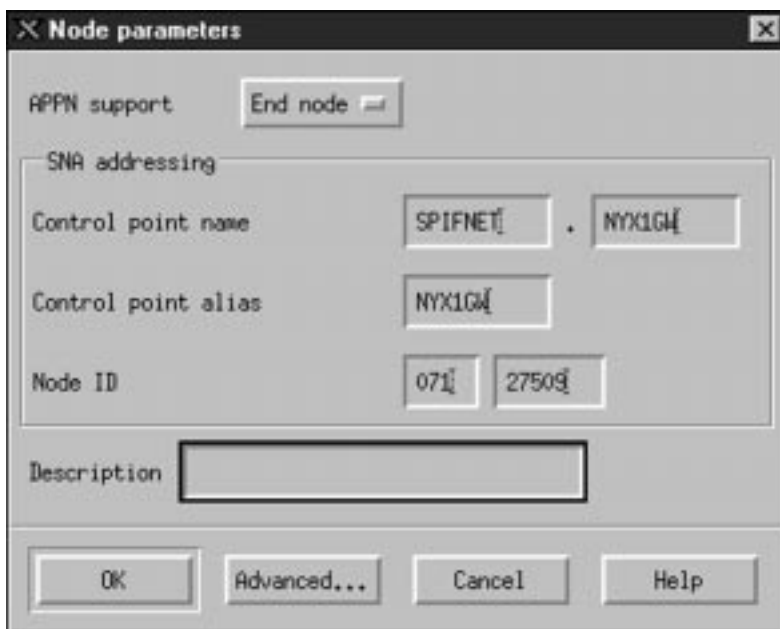 Node parameters
APPN support End node
SNA addressing
Control point name SPIFNET . NYX1GW
Control point alias NYX1GW
Node ID 071 27509
Description
OK Advanced... Cancel Help